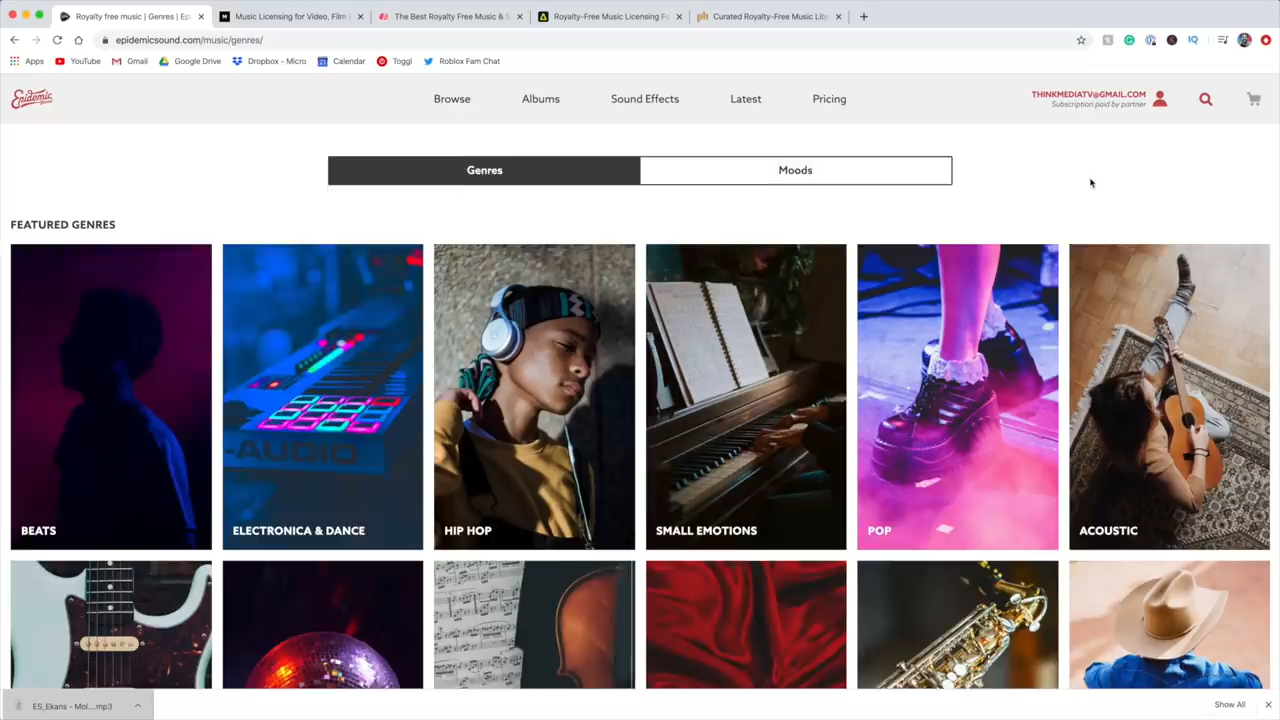 Royalty free music | Genres | Ep
Music Licensing for Video, Film
The Best Royalty Free Music & S
Royalty-Free Music Licensing Fo
Curated Royalty-Free Music Libr
epidemicsound.com/music/genres/
Apps
YouTube
Gmail
Google Drive
Dropbox - Micro
Calendar
Toggl
Roblox Fam Chat
Epidemic
Browse
Albums
Sound Effects
Latest
Pricing
THINKMEDIATV@GMAIL.COM
Subscription paid by partner
Genres
Moods
FEATURED GENRES
-AUDIO
BEATS
ELECTRONICA & DANCE
HIP HOP
SMALL EMOTIONS
POP
ACOUSTIC
ES_Ekans - Mol....mp3
Show All